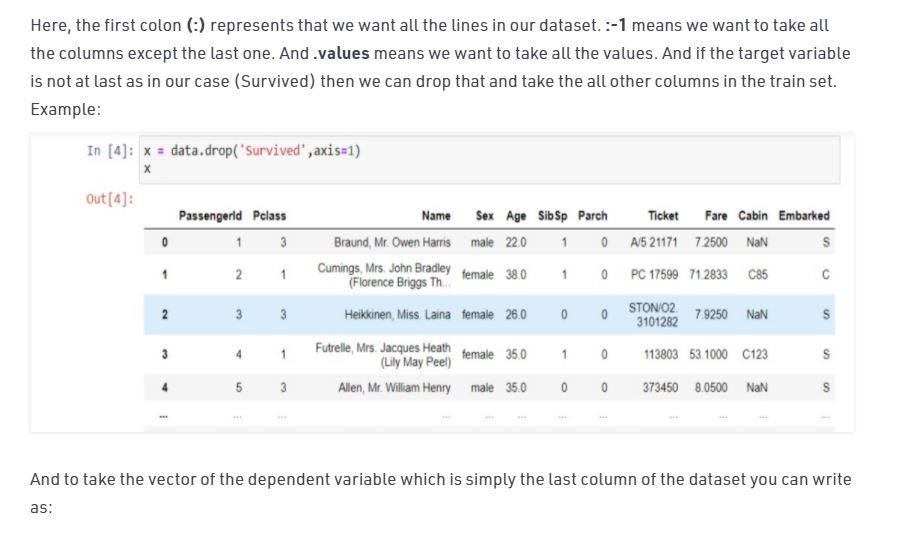 Here, the first colon (:) represents that we want all the lines in our dataset. :-1 means we want to take all
the columns except the last one. And .values means we want to take all the values. And if the target variable
is not at last as in our case (Survived) then we can drop that and take the all other columns in the train set.
Example:
In [4]: x = data.drop('Survived',axis=1)
x
Out[4]:
PassengerId Pclass Name Sex Age SibSp Parch Ticket Fare Cabin Embarked
0 1 3 Braund, Mr. Owen Harris male 22.0 1 0 A/5 21171 7.2500 NaN S
1 2 1 Cumings, Mrs. John Bradley (Florence Briggs Th... female 38.0 1 0 PC 17599 71.2833 C85 C
2 3 3 Heikkinen, Miss. Laina female 26.0 0 0 STON/O2. 3101282 7.9250 NaN S
3 4 1 Futrelle, Mrs. Jacques Heath (Lily May Peel) female 35.0 1 0 113803 53.1000 C123 S
4 5 3 Allen, Mr. William Henry male 35.0 0 0 373450 8.0500 NaN S
... ... ... ... ... ... ... ... ... ... ... ...
And to take the vector of the dependent variable which is simply the last column of the dataset you can write
as: